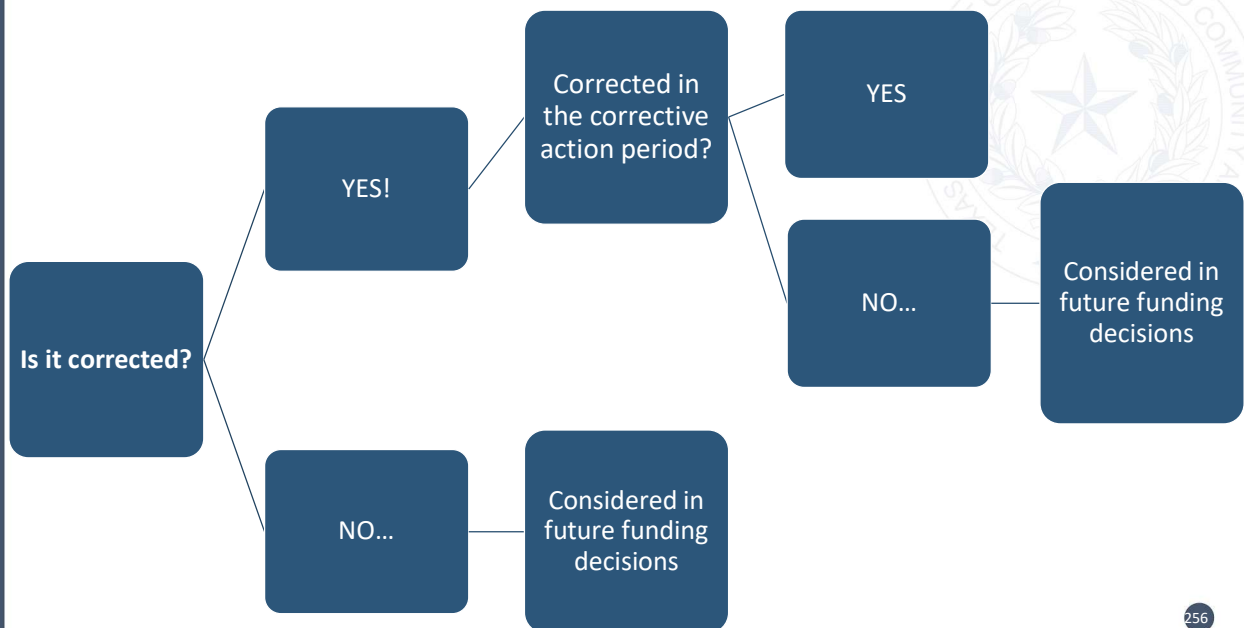 Is it corrected?
YES!
Corrected in
the corrective
action period?
YES
NO…
Considered in
future funding
decisions
NO…
Considered in
future funding
decisions
256